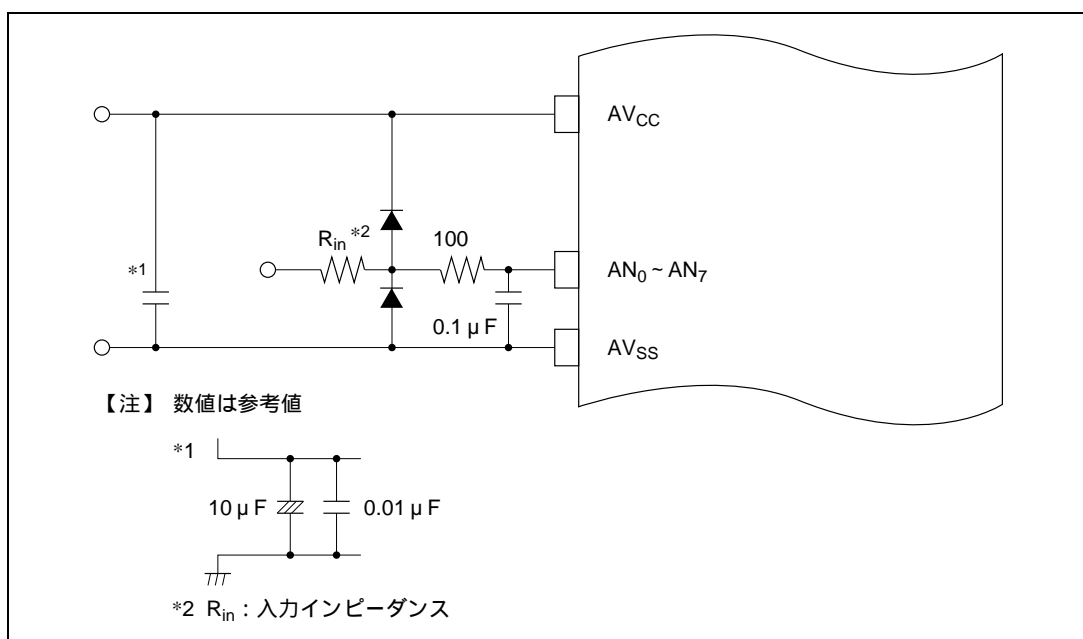 AVCC
Rin *2
100
*1
AN0 ~ AN7
0.1 μF
AVSS
【注】 数値は参考値
*1
10 μF
0.01 μF
*2 Rin：入力インピーダンス